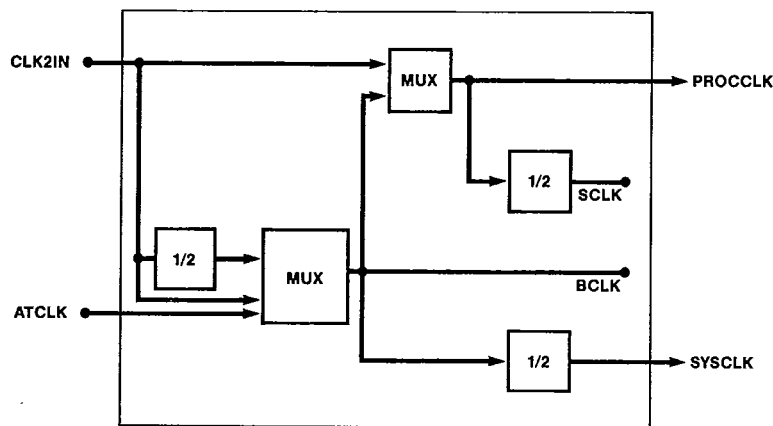 CLK2IN
MUX
PROCCLK
1/2
SCLK
1/2
MUX
BCLK
ATCLK
1/2
SYSCLK